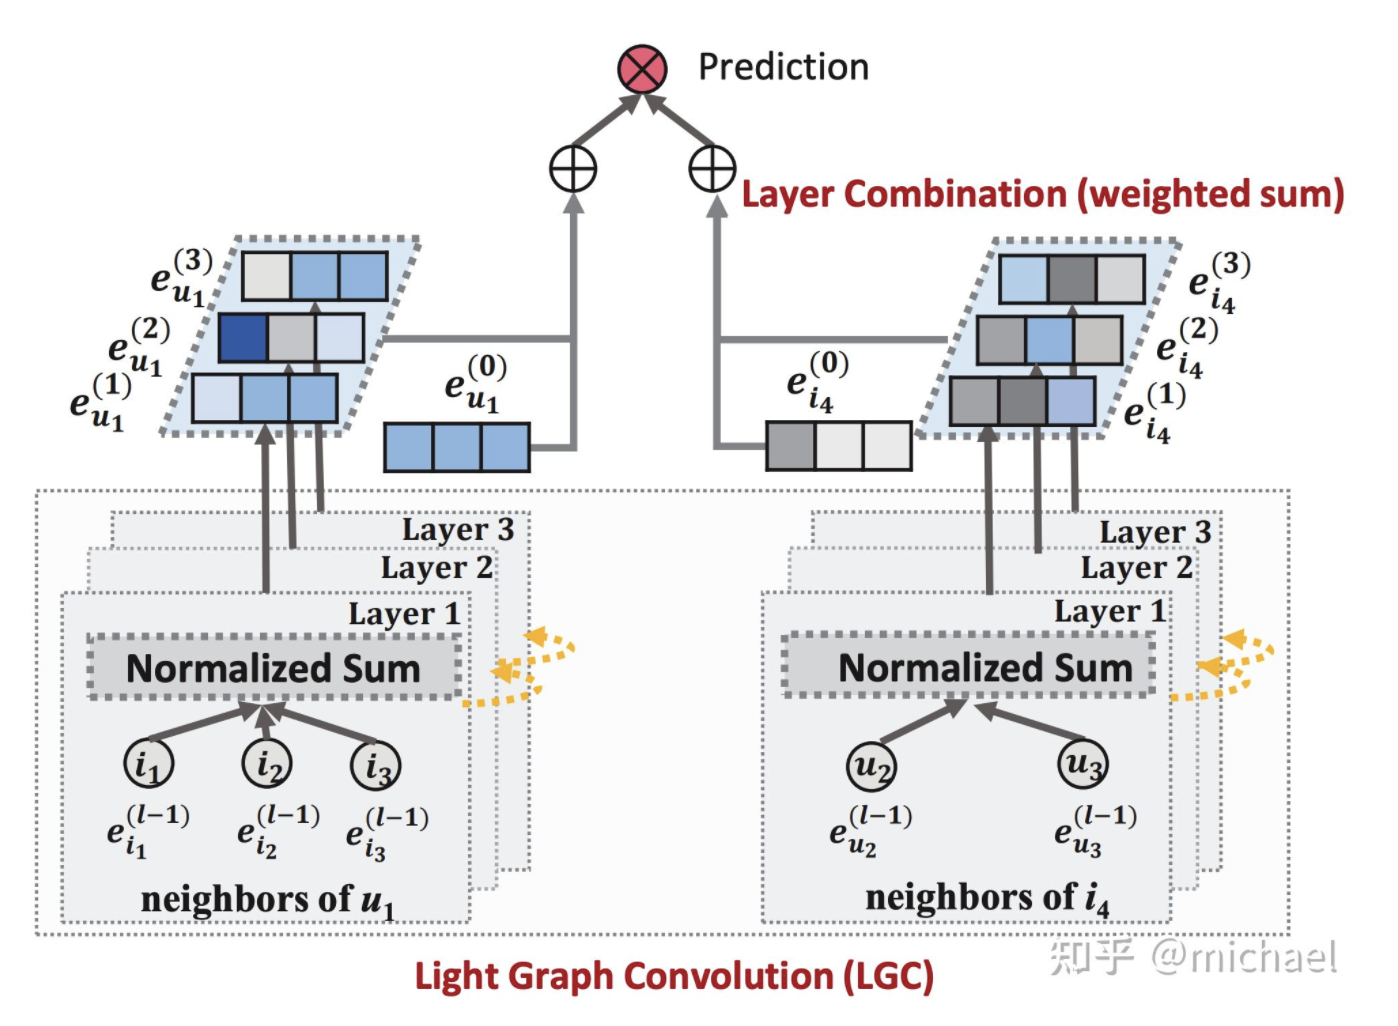 Prediction
Layer Combination (weighted sum)
e_{u_1}^{(3)}
e_{u_1}^{(2)}
e_{u_1}^{(1)}
e_{u_1}^{(0)}
e_{i_4}^{(0)}
e_{i_4}^{(3)}
e_{i_4}^{(2)}
e_{i_4}^{(1)}
Layer 3
Layer 2
Layer 1
Normalized Sum
i_1 i_2 i_3
e_{i_1}^{(l−1)} e_{i_2}^{(l−1)} e_{i_3}^{(l−1)}
neighbors of u_1
Layer 3
Layer 2
Layer 1
Normalized Sum
u_2 u_3
e_{u_2}^{(l−1)} e_{u_3}^{(l−1)}
neighbors of i_4
Light Graph Convolution (LGC)
知乎 @michael